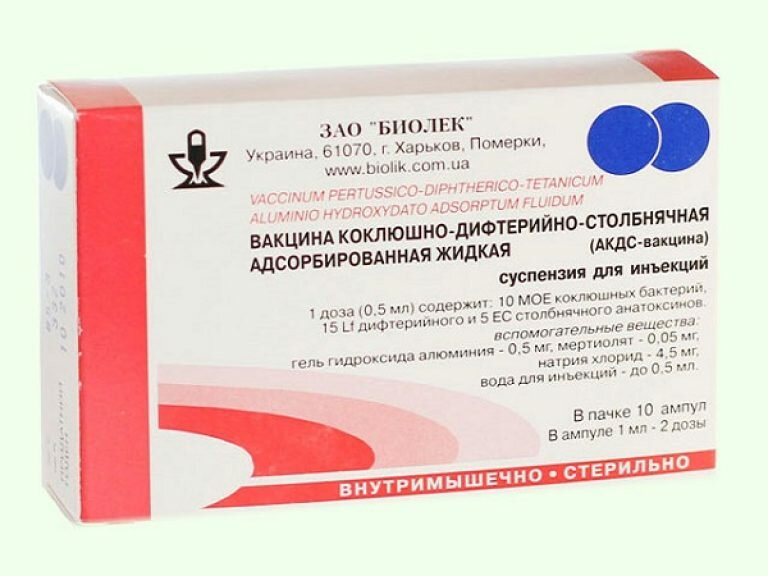 ЗАО "БИОЛЕК"
Украина, 61070, г. Харьков, Померки,
www.biolik.com.ua
VACCINUM PERTUSSICO-DIPHTHERICO-TETANICUM
ALUMINIO HYDROXYDATO ADSORPTUM FLUIDUM
ВАКЦИНА КОКЛЮШНО-ДИФТЕРИЙНО-СТОЛБНЯЧНАЯ
АДСОРБИРОВАННАЯ ЖИДКАЯ (АКДС-вакцина)
суспензия для инъекций
1 доза (0,5 мл) содержит: 10 МОЕ коклюшных бактерий,
15 Lf дифтерийного и 5 ЕС столбнячного анатоксинов.
вспомогательные вещества:
гель гидроксида алюминия - 0,5 мг, мертиолят - 0,05 мг,
натрия хлорид - 4,5 мг,
вода для инъекций - до 0,5 мл.
В пачке 10 ампул
В ампуле 1 мл - 2 дозы
ВНУТРИМЫШЕЧНО • СТЕРИЛЬНО